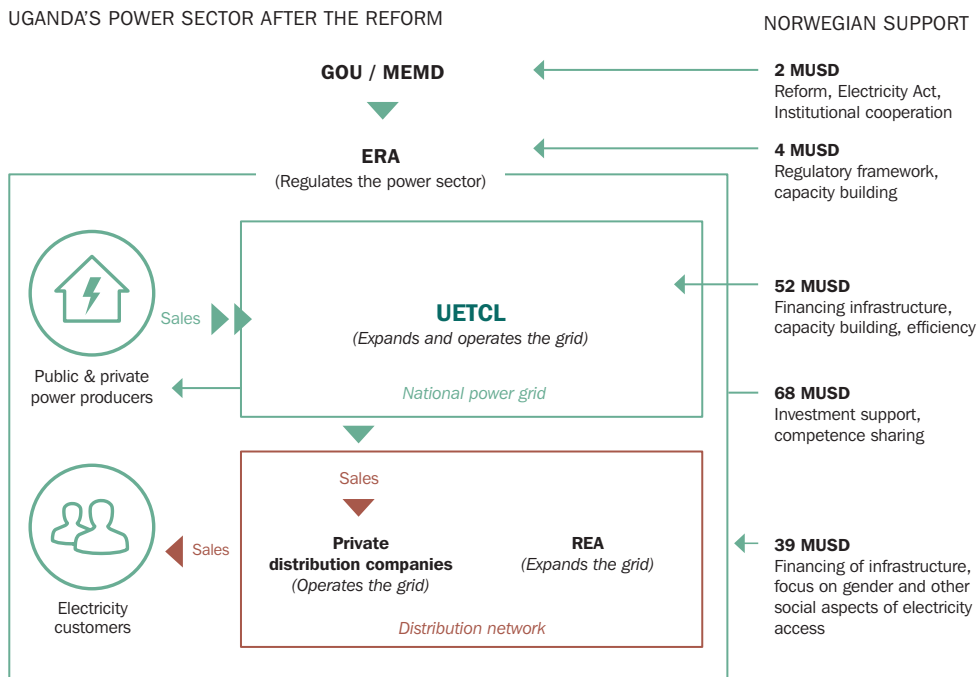 UGANDA'S POWER SECTOR AFTER THE REFORM
NORWEGIAN SUPPORT
GOU / MEMD
2 MUSD
Reform, Electricity Act,
Institutional cooperation
ERA
(Regulates the power sector)
4 MUSD
Regulatory framework,
capacity building
Sales
Public & private
power producers
UETCL
(Expands and operates the grid)
National power grid
52 MUSD
Financing infrastructure,
capacity building, efficiency
68 MUSD
Investment support,
competence sharing
Sales
Private
distribution companies
(Operates the grid)
REA
(Expands the grid)
Distribution network
Sales
Electricity
customers
39 MUSD
Financing of infrastructure,
focus on gender and other
social aspects of electricity
access